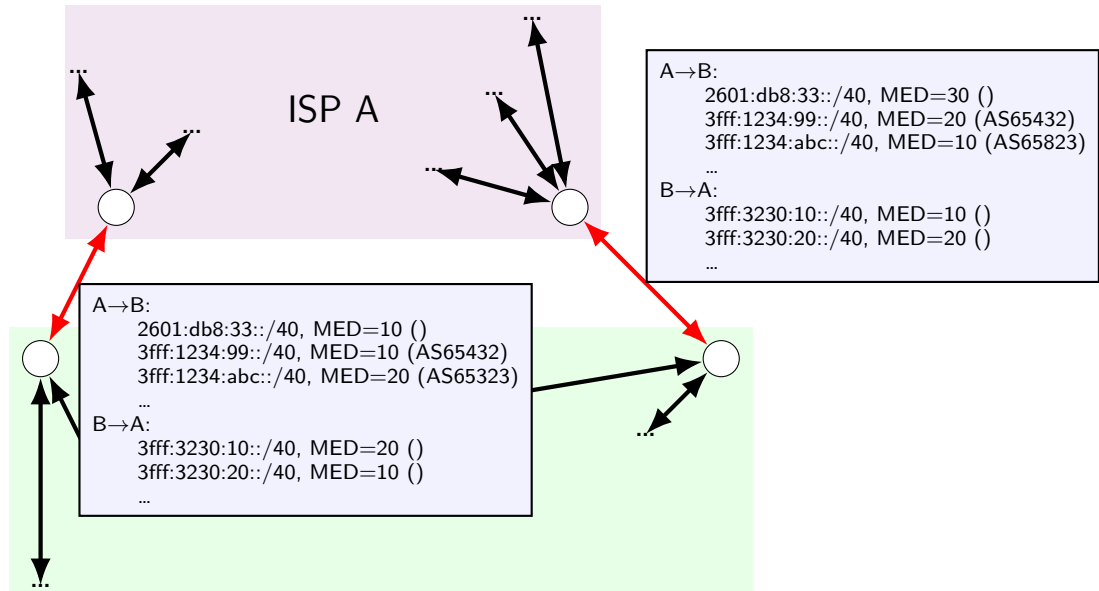 ...
...
...
...
...
ISP A
A→B:
2601:db8:33::/40, MED=30 ()
3fff:1234:99::/40, MED=20 (AS65432)
3fff:1234:abc::/40, MED=10 (AS65823)
...
B→A:
3fff:3230:10::/40, MED=10 ()
3fff:3230:20::/40, MED=20 ()
...
A→B:
2601:db8:33::/40, MED=10 ()
3fff:1234:99::/40, MED=10 (AS65432)
3fff:1234:abc::/40, MED=20 (AS65323)
...
B→A:
3fff:3230:10::/40, MED=20 ()
3fff:3230:20::/40, MED=10 ()
...
...
...